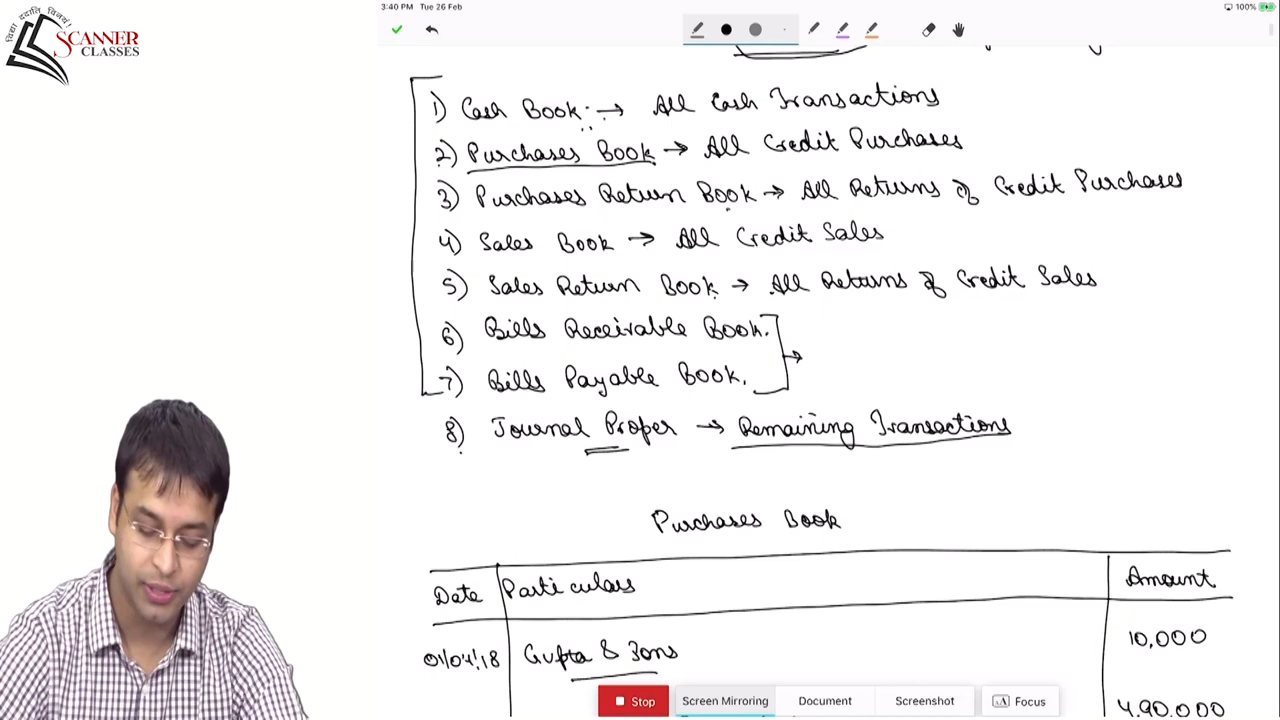 3:40 PM Tue 26 Feb
100%
विद्या ददाति विजयं।
SCANNER
CLASSES
1) Cash Book :→ All Cash Transactions
2) Purchases Book → All Credit Purchases
3) Purchases Return Book → All Returns of Credit Purchases
4) Sales Book → All Credit Sales
5) Sales Return Book → All Returns of Credit Sales
6) Bills Receivable Book.
7) Bills Payable Book.
8) Journal Proper → Remaining Transactions
Purchases Book
Date Particulars Amount
01/04/18 Gupta & Sons 10,000
4,90,000
Stop Screen Mirroring Document Screenshot AA Focus